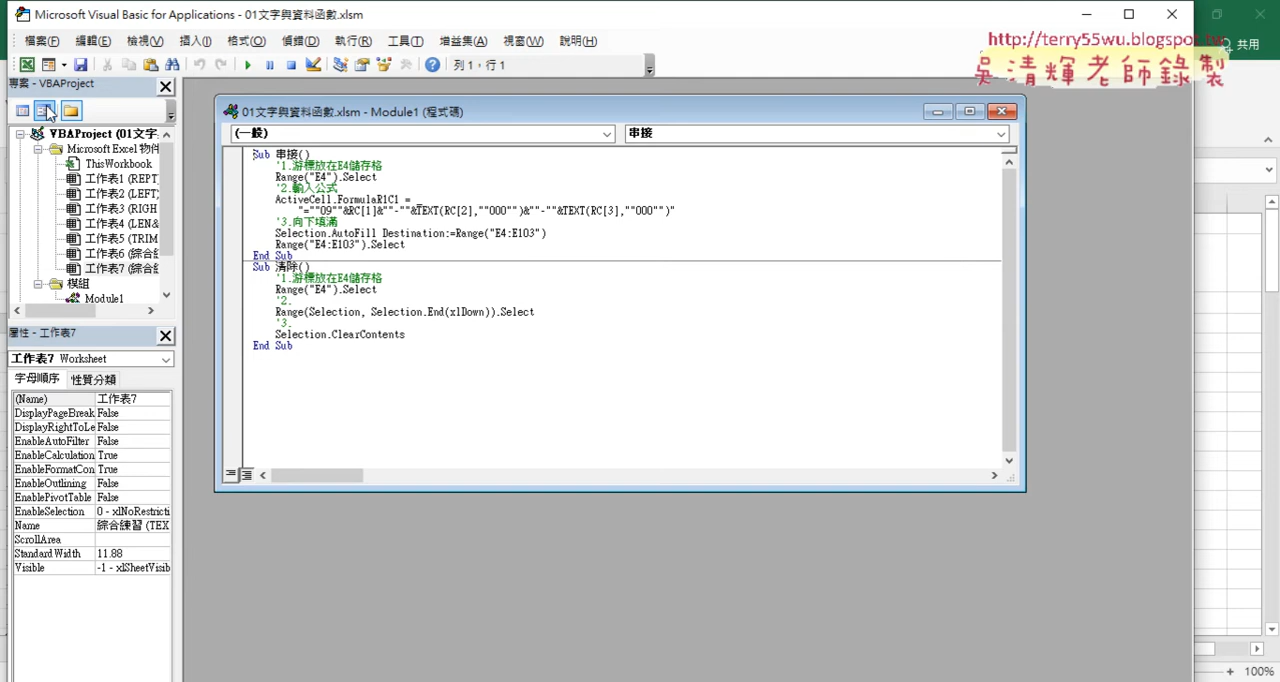 Microsoft Visual Basic for Applications - 01文字與資料函數.xlsm
http://terry55wu.blogspot.tw
吳清輝老師錄製
共用
檔案(F) 編輯(E) 檢視(V) 插入(I) 格式(O) 偵錯(D) 執行(R) 工具(T) 增益集(A) 視窗(W) 說明(H)
列 1，行 1
專案 - VBAProject
VBAProject (01文字.
Microsoft Excel 物件
ThisWorkbook
工作表1 (REPT
工作表2 (LEFT)
工作表3 (RIGH
工作表4 (LEN&
工作表5 (TRIM
工作表6 (綜合
工作表7 (綜合
模組
Module1
01文字與資料函數.xlsm - Module1 (程式碼)
(一般) 串接
Sub 串接()
'1.游標放在E4儲存格
Range("E4").Select
'2.輸入公式
ActiveCell.FormulaR1C1 = _
"=""09""&RC[1]&""-""&TEXT(RC[2],""000"")&""-""&TEXT(RC[3],""000"")"
'3.向下填滿
Selection.AutoFill Destination:=Range("E4:E103")
Range("E4:E103").Select
End Sub
Sub 清除()
'1.游標放在E4儲存格
Range("E4").Select
'2.
Range(Selection, Selection.End(xlDown)).Select
'3.
Selection.ClearContents
End Sub
屬性 - 工作表7
工作表7 Worksheet
字母順序 性質分類
(Name) 工作表7
DisplayPageBreak False
DisplayRightToLe False
EnableAutoFilter False
EnableCalculation True
EnableFormatCon True
EnableOutlining False
EnablePivotTable False
EnableSelection 0 - xlNoRestricti
Name 綜合練習 (TEX
ScrollArea
StandardWidth 11.88
Visible -1 - xlSheetVisib
100%